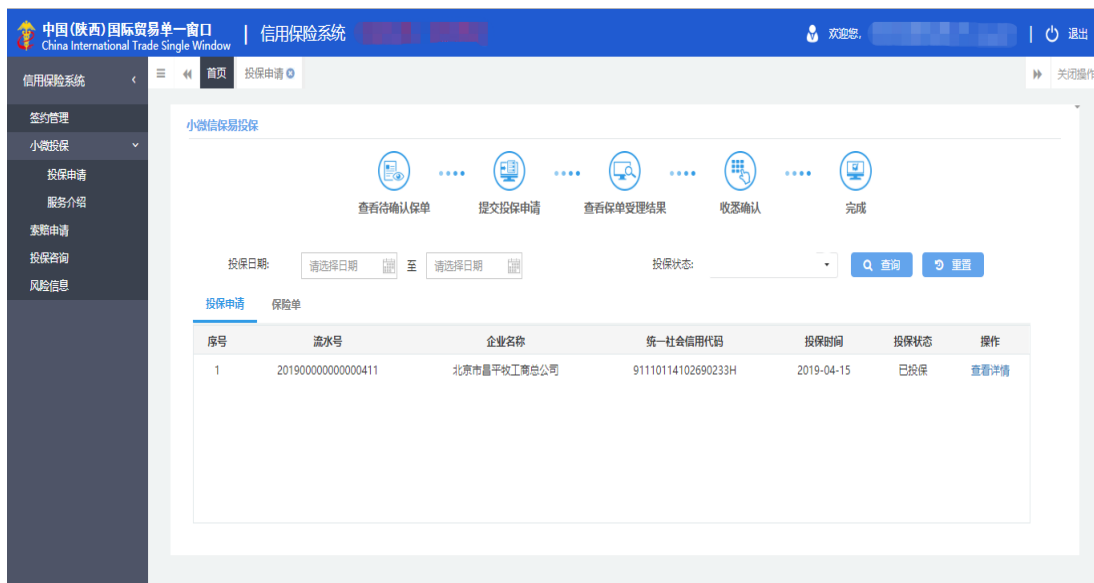 中国(陕西)国际贸易单一窗口
China International Trade Single Window
信用保险系统
欢迎您,
退出
信用保险系统
首页
投保申请
关闭操作
签约管理
小微投保
投保申请
服务介绍
索赔申请
投保咨询
风险信息
小微信保易投保
查看待确认保单 提交投保申请 查看保单受理结果 收悉确认 完成
投保日期: 请选择日期 至 请选择日期 投保状态: 查询 重置
投保申请 保险单
序号 流水号 企业名称 统一社会信用代码 投保时间 投保状态 操作
1 201900000000000411 北京市昌平牧工商总公司 91110114102690233H 2019-04-15 已投保 查看详情